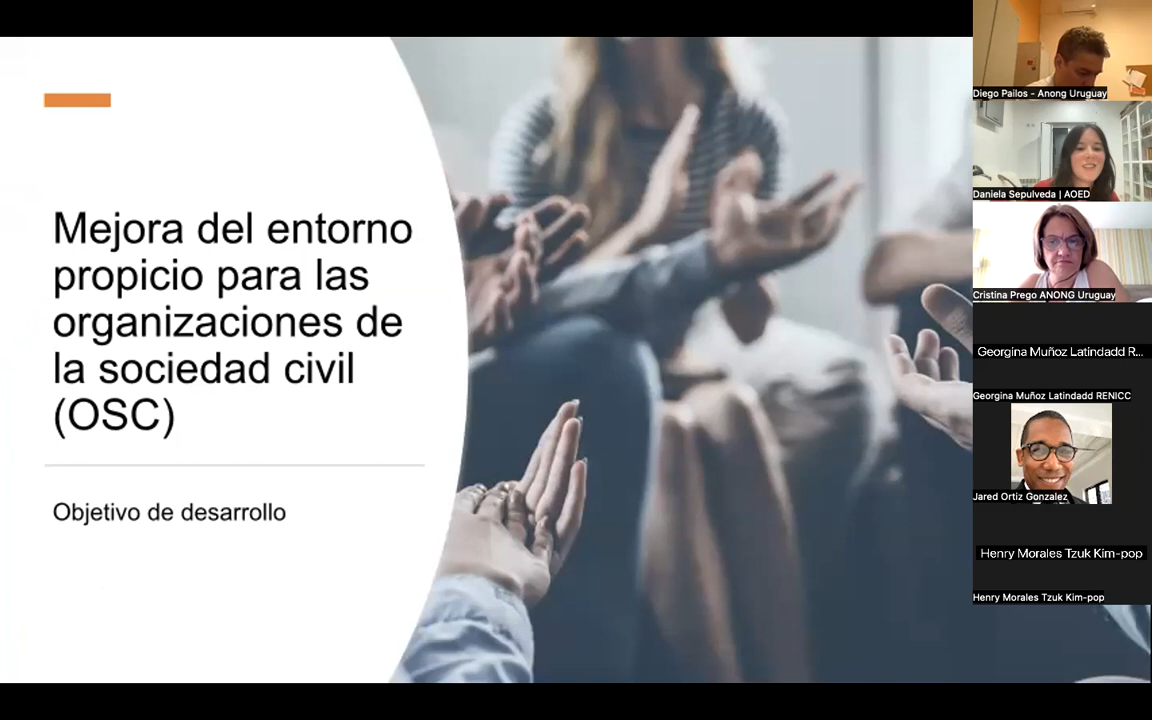 Mejora del entorno
propicio para las
organizaciones de
la sociedad civil
(OSC)
Objetivo de desarrollo
Diego Pailos - Anong Uruguay
Daniela Sepulveda | AOED
Cristina Prego ANONG Uruguay
Georgina Muñoz Latindadd R...
Georgina Muñoz Latindadd RENICC
Jared Ortiz Gonzalez
Henry Morales Tzuk Kim-pop
Henry Morales Tzuk Kim-pop